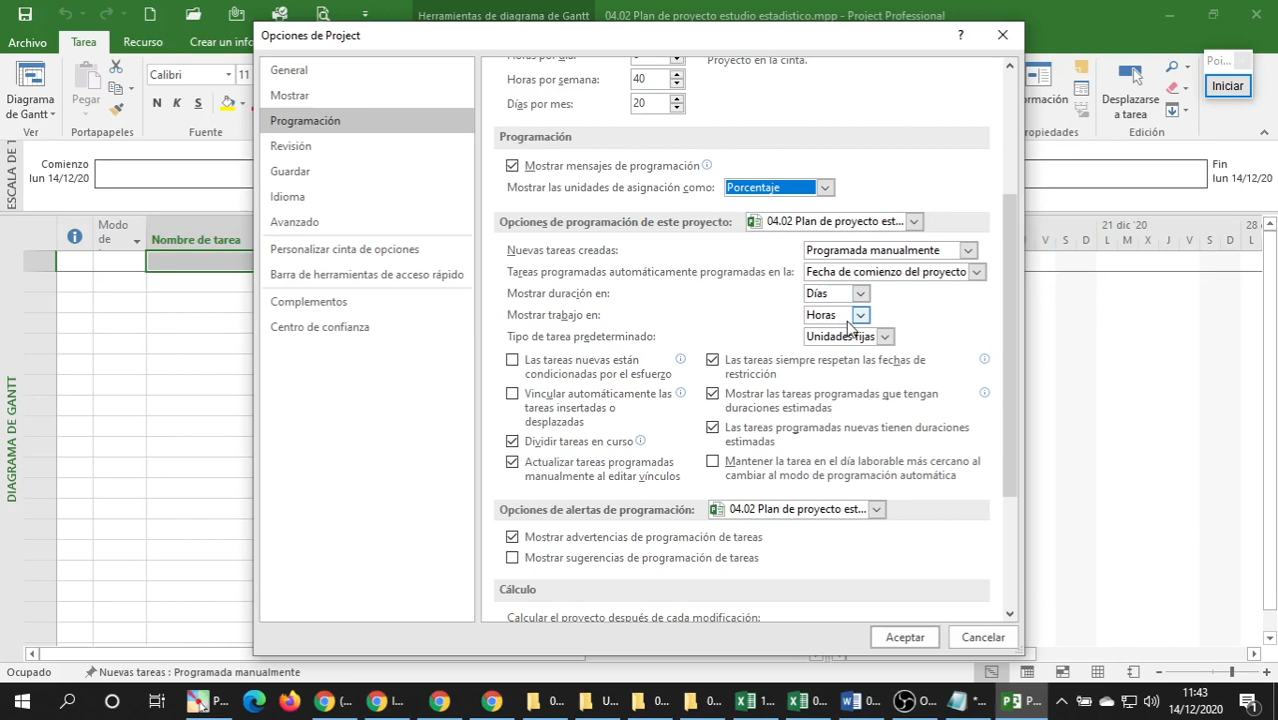 Herramientas de diagrama de Gantt
04.02 Plan de proyecto estudio estadistico.mpp - Project Professional
Archivo
Tarea
Recurso
Crear un inf
Opciones de Project
?
Diagrama
de Gantt
Ver
Pegar
Portapapeles
Calibri
11
N K S
Fuente
Desplazarse
a tarea
Edición
Poi...
Iniciar
Comienzo
lun 14/12/20
Fin
lun 14/12/20
Modo
de
Nombre de tarea
21 dic '20
V S D L M X J V S D L
DIAGRAMA DE GANTT
General
Mostrar
Programación
Revisión
Guardar
Idioma
Avanzado
Personalizar cinta de opciones
Barra de herramientas de acceso rápido
Complementos
Centro de confianza
Proyecto en la cinta.
Horas por semana: 40
Días por mes: 20
Programación
Mostrar mensajes de programación
Mostrar las unidades de asignación como: Porcentaje
Opciones de programación de este proyecto: 04.02 Plan de proyecto est...
Nuevas tareas creadas: Programada manualmente
Tareas programadas automáticamente programadas en la: Fecha de comienzo del proyecto
Mostrar duración en: Días
Mostrar trabajo en: Horas
Tipo de tarea predeterminado: Unidades fijas
Las tareas nuevas están
condicionadas por el esfuerzo
Vincular automáticamente las
tareas insertadas o
desplazadas
Dividir tareas en curso
Actualizar tareas programadas
manualmente al editar vínculos
Las tareas siempre respetan las fechas de
restricción
Mostrar las tareas programadas que tengan
duraciones estimadas
Las tareas programadas nuevas tienen duraciones
estimadas
Mantener la tarea en el día laborable más cercano al
cambiar al modo de programación automática
Opciones de alertas de programación: 04.02 Plan de proyecto est...
Mostrar advertencias de programación de tareas
Mostrar sugerencias de programación de tareas
Cálculo
Calcular el proyecto después de cada modificación:
Aceptar
Cancelar
Ocupado
Nuevas tareas : Programada manualmente
11:43
14/12/2020